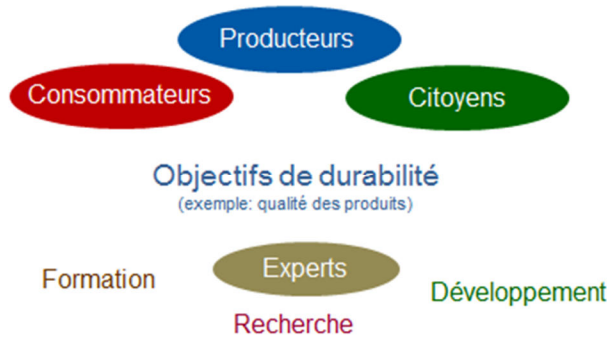 Producteurs
Consommateurs
Citoyens
Objectifs de durabilité
(exemple: qualité des produits)
Experts
Formation
Développement
Recherche